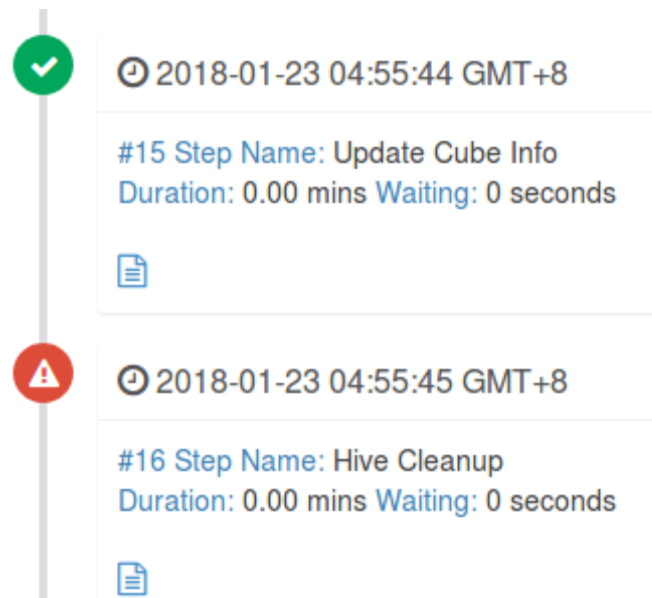 2018-01-23 04:55:44 GMT+8
#15 Step Name: Update Cube Info
Duration: 0.00 mins Waiting: 0 seconds
2018-01-23 04:55:45 GMT+8
#16 Step Name: Hive Cleanup
Duration: 0.00 mins Waiting: 0 seconds